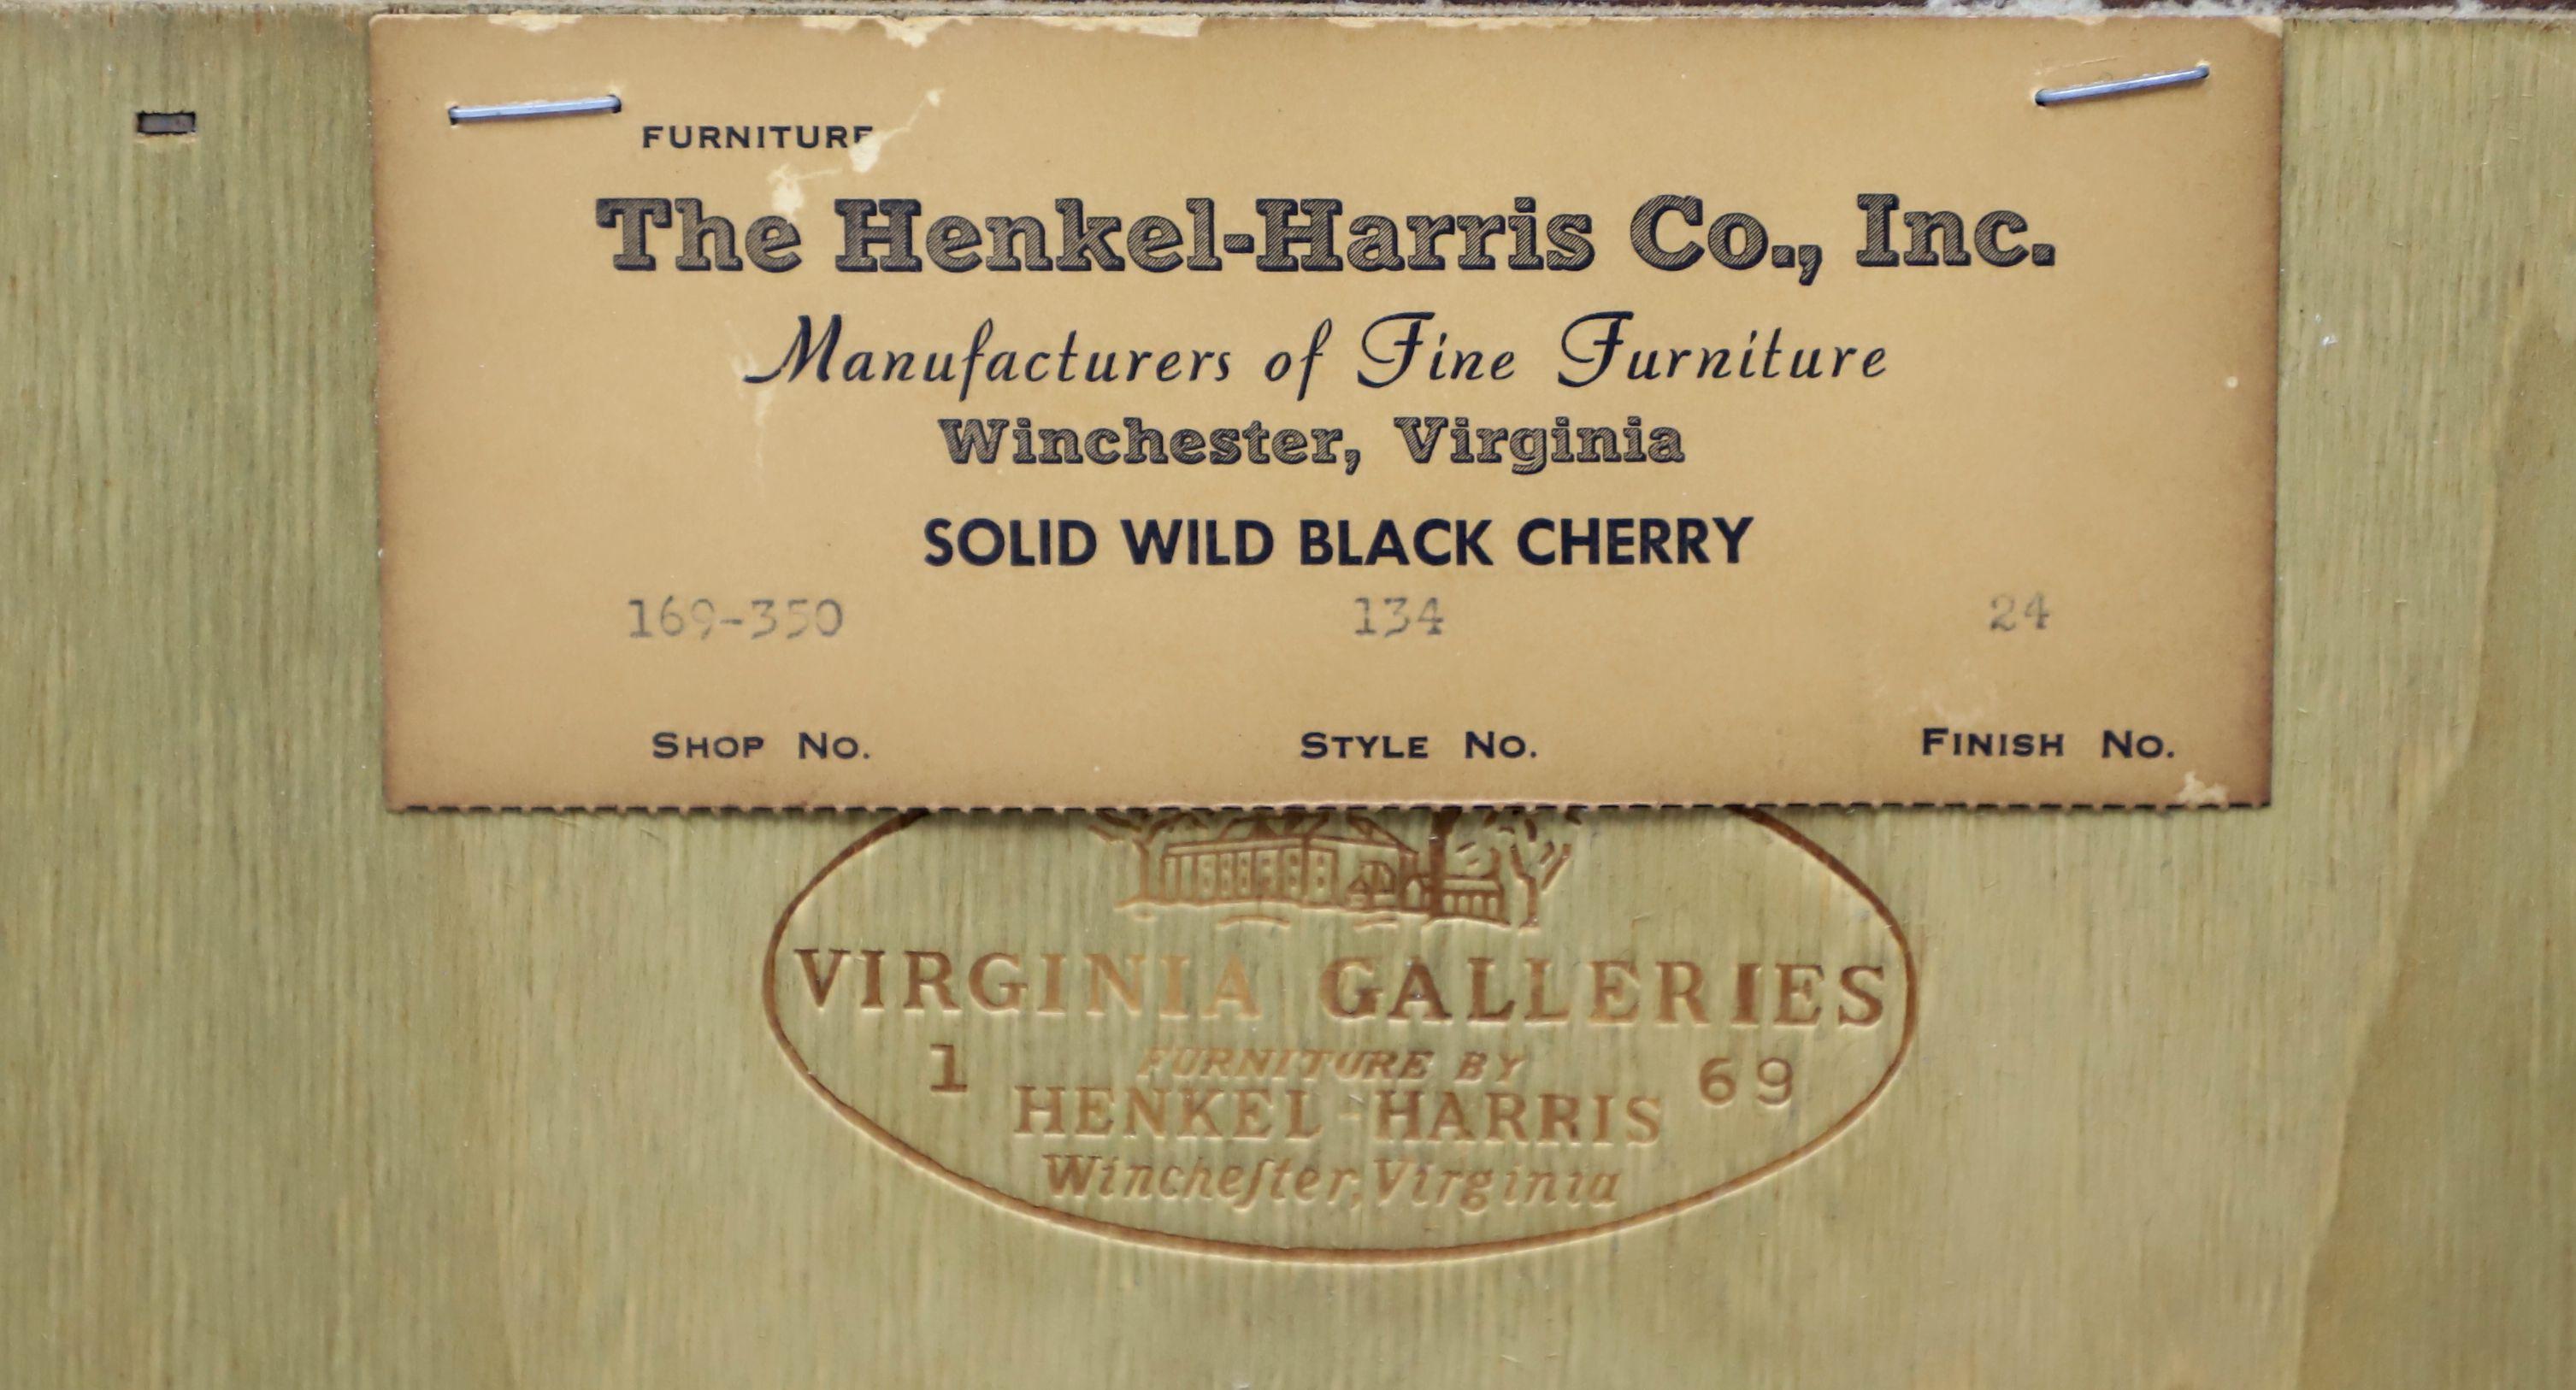 FURNITURE
The Henkel-Harris Co., Inc.
Manufacturers of Fine Furniture
Winchester, Virginia
SOLID WILD BLACK CHERRY
169-350 134 24
SHOP NO. STYLE NO. FINISH NO.
VIRGINIA GALLERIES
1 FURNITURE BY 69
HENKEL-HARRIS
Wincheſter, Virginia